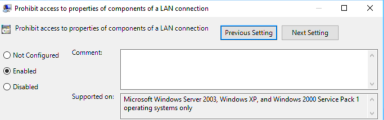 Prohibit access to properties of components of a LAN connection
Prohibit access to properties of components of a LAN connection
Previous Setting
Next Setting
Not Configured
Comment:
Enabled
Disabled
Supported on:
Microsoft Windows Server 2003, Windows XP, and Windows 2000 Service Pack 1
operating systems only